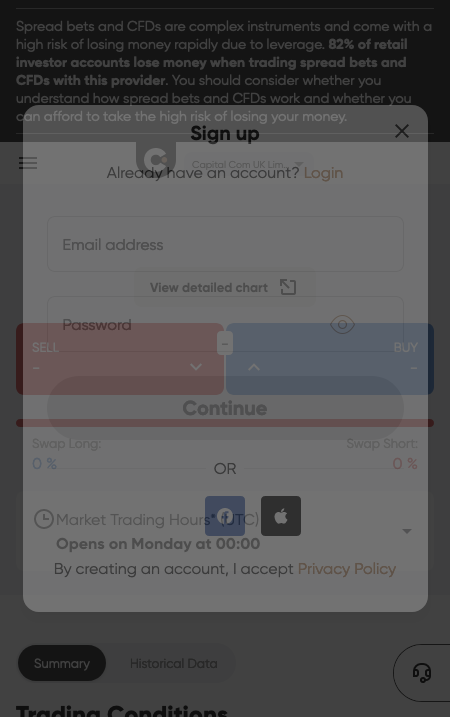 Spread bets and CFDs are complex instruments and come with a
high risk of losing money rapidly due to leverage. 82% of retail
investor accounts lose money when trading spread bets and
CFDs with this provider. You should consider whether you
understand how spread bets and CFDs work and whether you
can afford to take the high risk of losing your money.
Sign up
Capital Com UK Lim...
Already have an account? Login
Email address
View detailed chart
Password
SELL
-
-
BUY
-
Continue
Swap Long:
0 %
Swap Short:
0 %
OR
Market Trading Hours* (UTC)
Opens on Monday at 00:00
By creating an account, I accept Privacy Policy
Summary
Historical Data
Trading Conditions